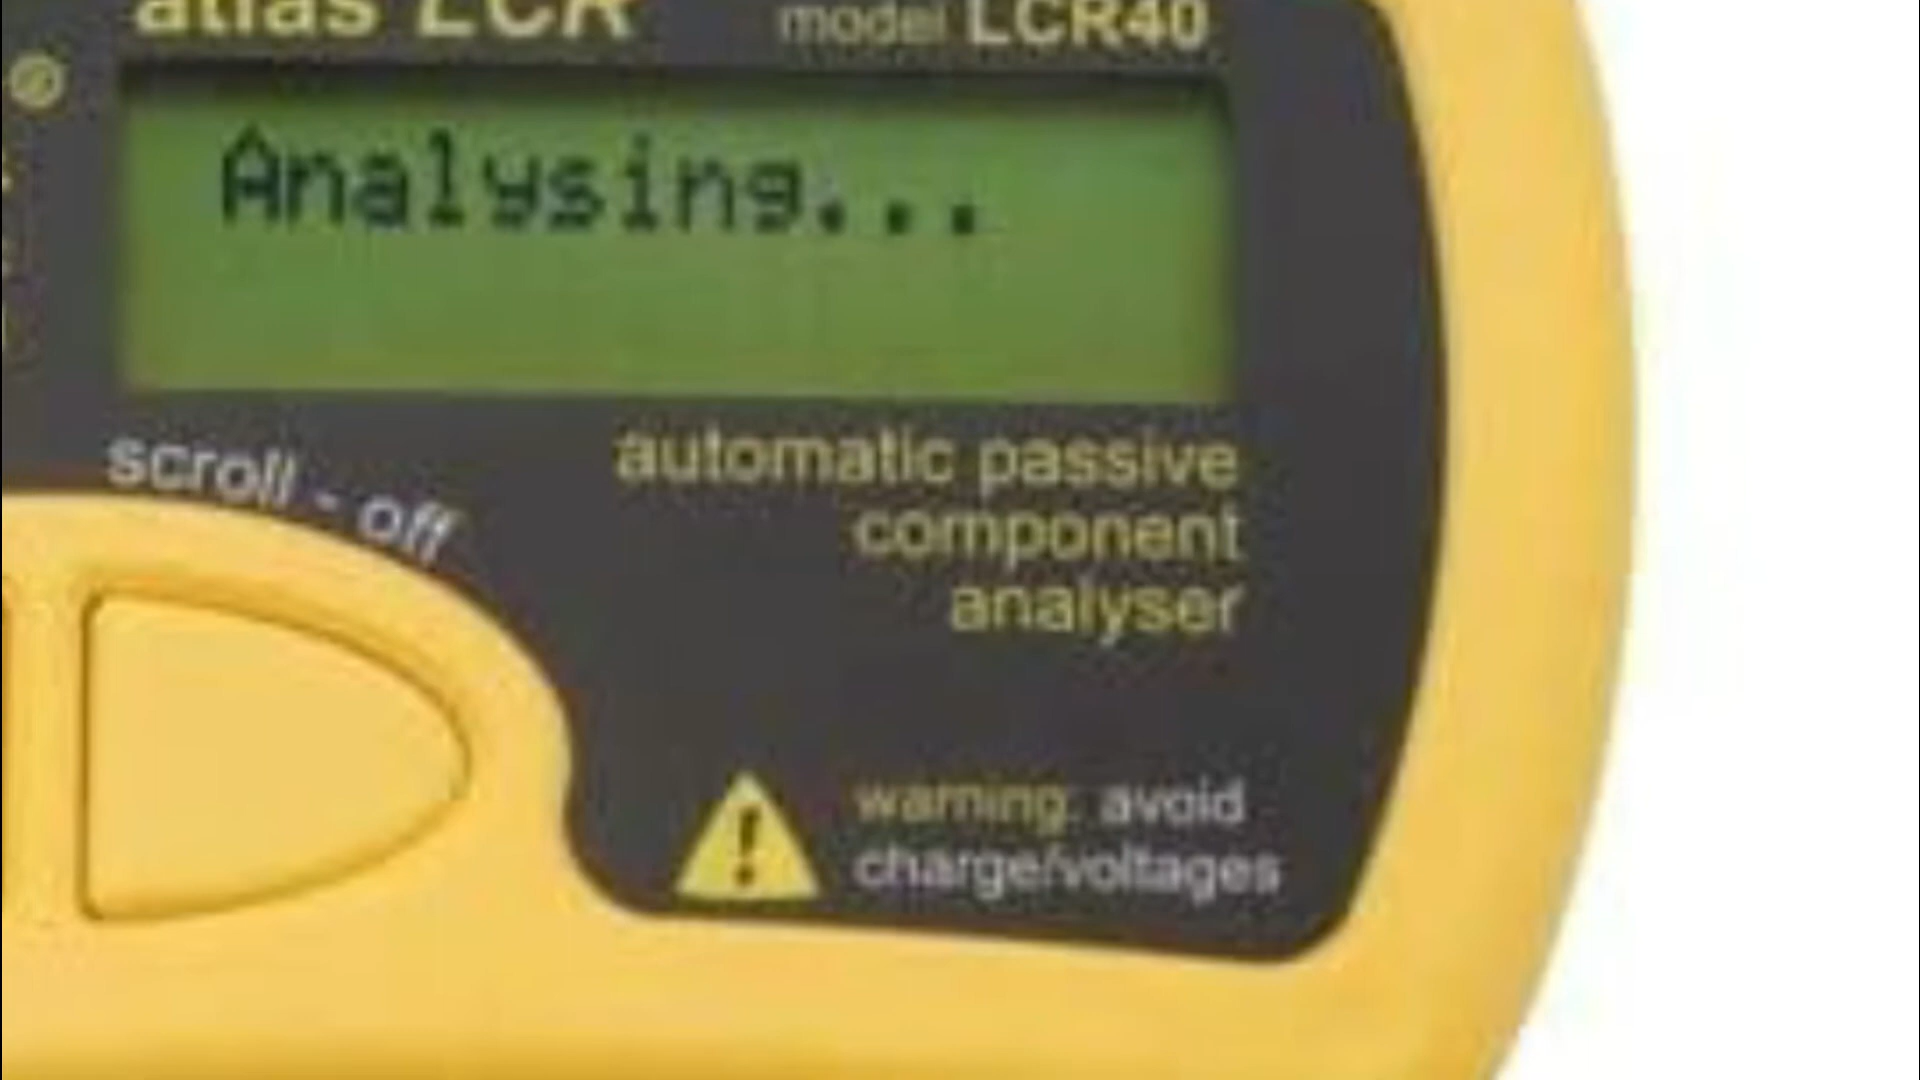 atlas LCR
model LCR40
Analysing...
scroll - off
automatic passive
component
analyser
warning: avoid
charge/voltages